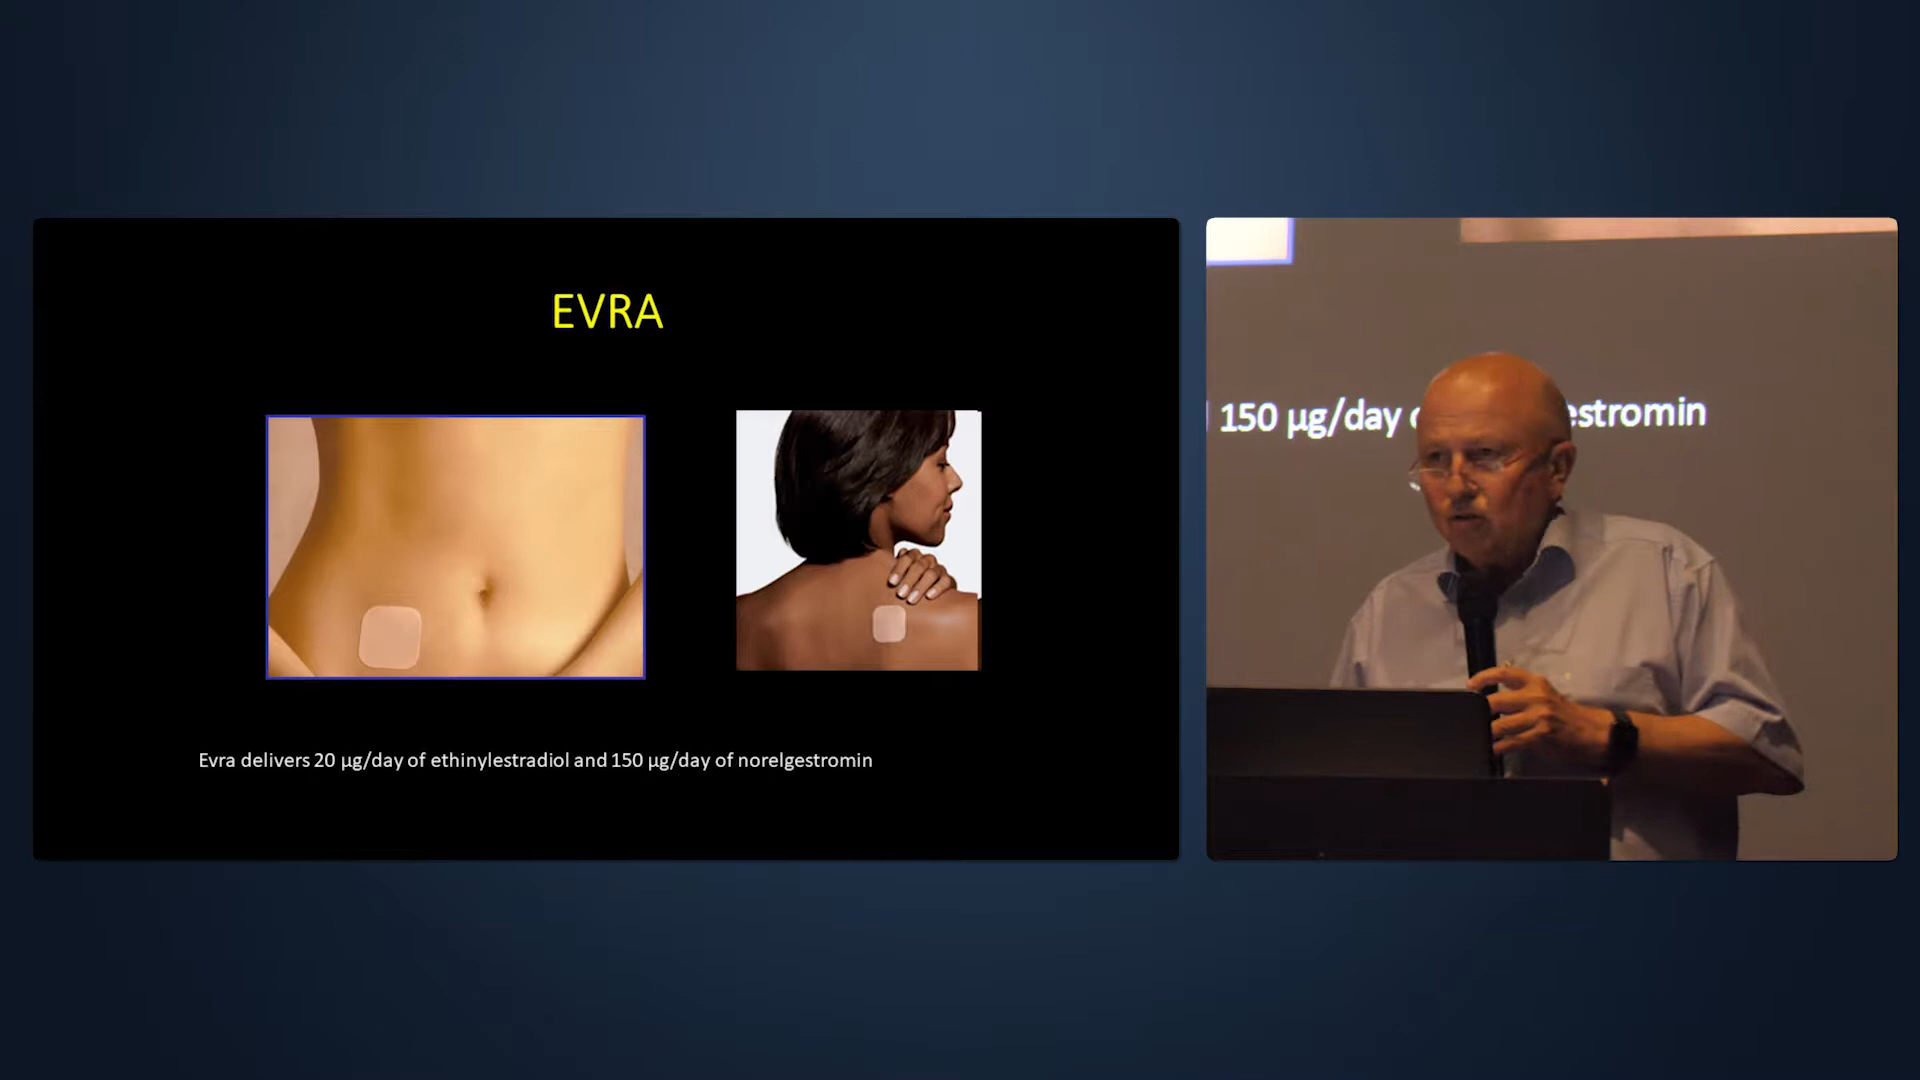 EVRA
Evra delivers 20 µg/day of ethinylestradiol and 150 µg/day of norelgestromin
150 µg/day estromin